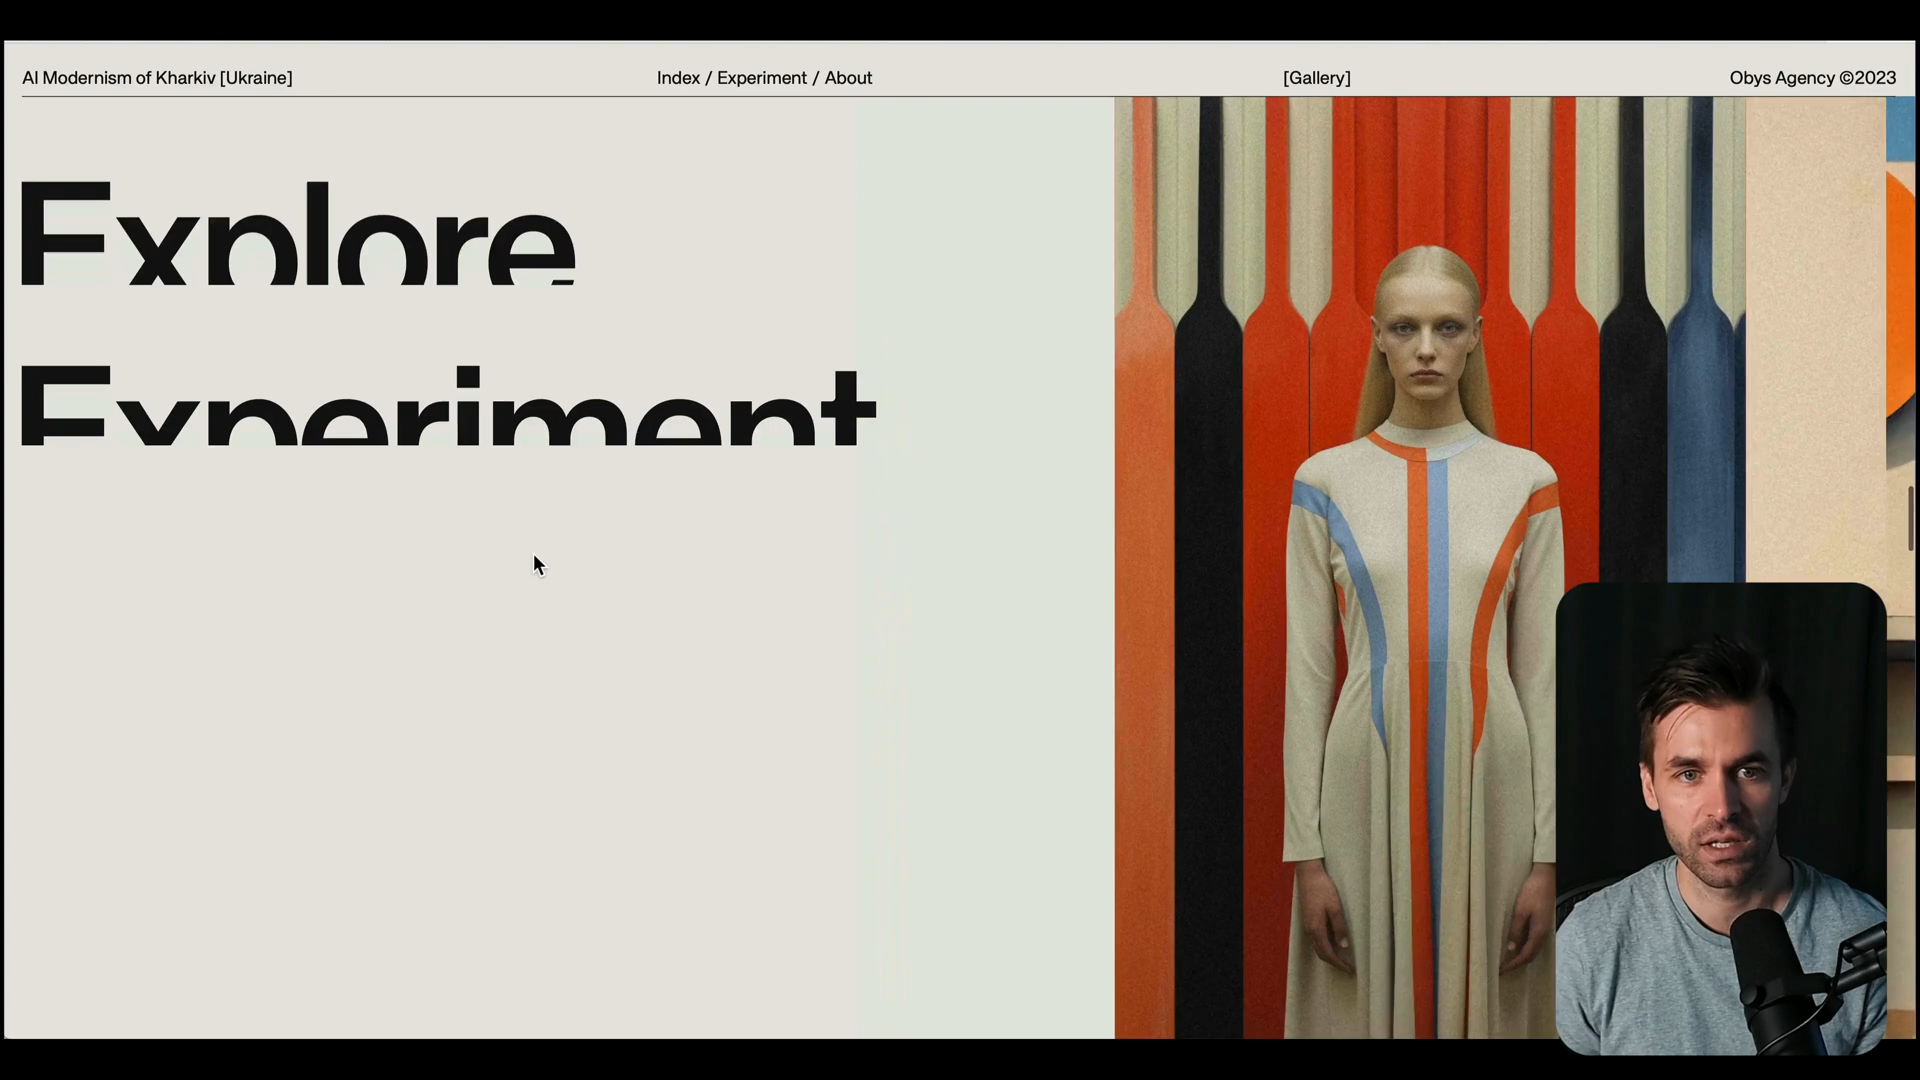 AI Modernism of Kharkiv [Ukraine]
Index / Experiment / About
[Gallery]
Obys Agency ©2023
Explore
Experiment